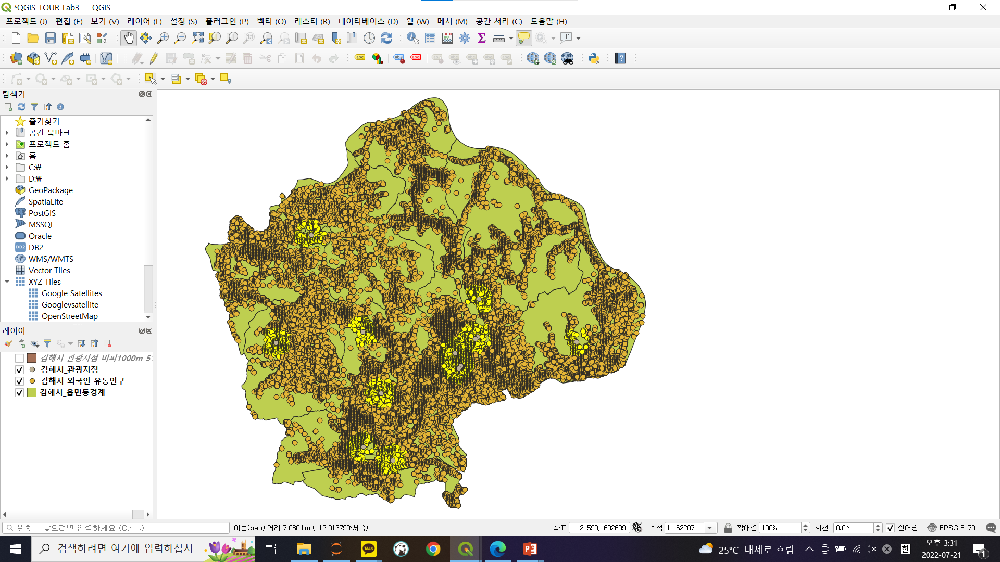 *QGIS_TOUR_Lab3 — QGIS
프로젝트 (J) 편집 (E) 보기 (V) 레이어 (L) 설정 (S) 플러그인 (P) 벡터 (O) 래스터 (R) 데이터베이스 (D) 웹 (W) 메시 (M) 공간 처리 (C) 도움말 (H)
탐색기
즐겨찾기
공간 북마크
프로젝트 홈
홈
C:₩
D:₩
GeoPackage
SpatiaLite
PostGIS
MSSQL
Oracle
DB2
WMS/WMTS
Vector Tiles
XYZ Tiles
Google Satellites
Googlevsatellite
OpenStreetMap
레이어
김해시_관광지점_버퍼1000m_5
김해시_관광지점
김해시_외국인_유동인구
김해시_읍면동경계
위치를 찾으려면 입력하세요 (Ctrl+K) 이동(pan) 거리 7.080 km (112.013799°서쪽) 좌표 1121590,1692699 축척 1:162207 확대경 100% 회전 0.0 ° 렌더링 EPSG:5179
검색하려면 여기에 입력하십시 TALK 25°C 대체로 흐림 한 오후 3:31
2022-07-21 1